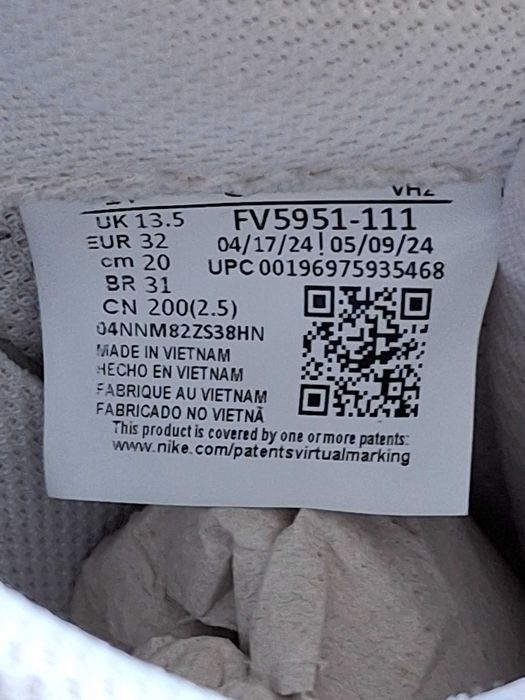 UK 13.5 FV5951-111
EUR 32 04/17/24 | 05/09/24
cm 20 UPC 00196975935468
BR 31
CN 200(2.5)
04NNM82ZS38HN
MADE IN VIETNAM
HECHO EN VIETNAM
FABRIQUE AU VIETNAM
FABRICADO NO VIETNÃ
This product is covered by one or more patents:
www.nike.com/patentsvirtualmarking